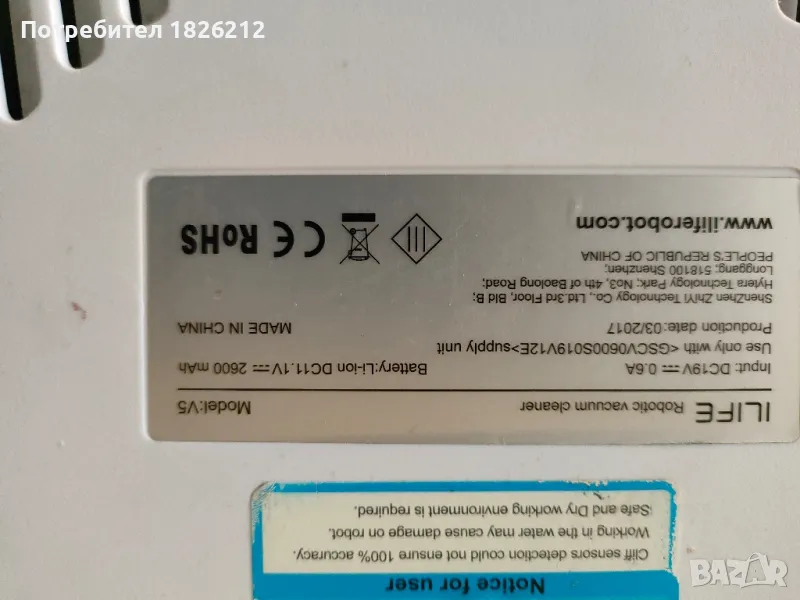 Потребител 1826212
ILIFE Robotic vacuum cleaner Model:V5
Input: DC19V 0.6A Battery:Li-ion DC11.1V 2600 mAh
Use only with <GSCV0600S019V12E>supply unit
Production date:03/2017 MADE IN CHINA
ShenZhen ZhiYi Technology Co., Ltd.3rd Floor, Bld B;
Hytera Technology Park; No3, 4th of Baolong Road;
Longgang; 518100 Shenzhen;
PEOPLE'S REPUBLIC OF CHINA
www.iliferobot.com
III CE RoHS
Notice for user
Cliff sensors detection could not ensure 100% accuracy.
Working in the water may cause damage on robot.
Safe and Dry working environment is required.
BAZAR